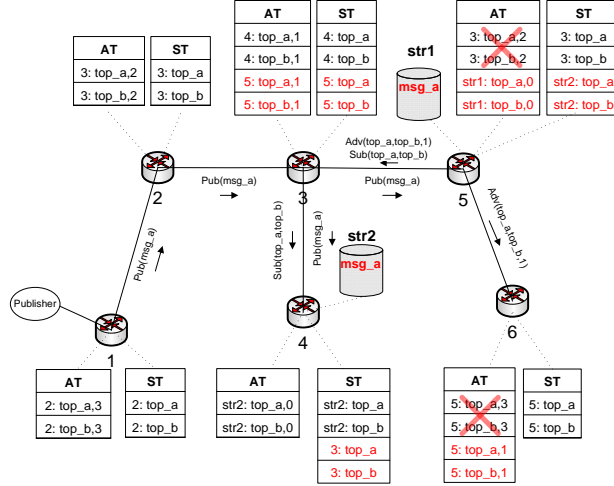 AT
ST
3: top_a,2
3: top_a
3: top_b,2
3: top_b
AT
ST
4: top_a,1
4: top_a
4: top_b,1
4: top_b
5: top_a,1
5: top_a
5: top_b,1
5: top_b
str1
msg_a
AT
ST
3: top_a,2
3: top_a
3: top_b,2
3: top_b
str1: top_a,0
str2: top_a
str1: top_b,0
str2: top_b
Adv(top_a,top_b,1)
Sub(top_a,top_b)
2
Pub(msg_a)
3
Pub(msg_a)
5
Pub(msg_a)
Sub(top_a,top_b)
Pub(msg_a)
str2
msg_a
Adv(top_a,top_b,1)
Publisher
1
4
6
AT
ST
2: top_a,3
2: top_a
2: top_b,3
2: top_b
AT
ST
str2: top_a,0
str2: top_a
str2: top_b,0
str2: top_b
3: top_a
3: top_b
AT
ST
5: top_a,3
5: top_a
5: top_b,3
5: top_b
5: top_a,1
5: top_b,1